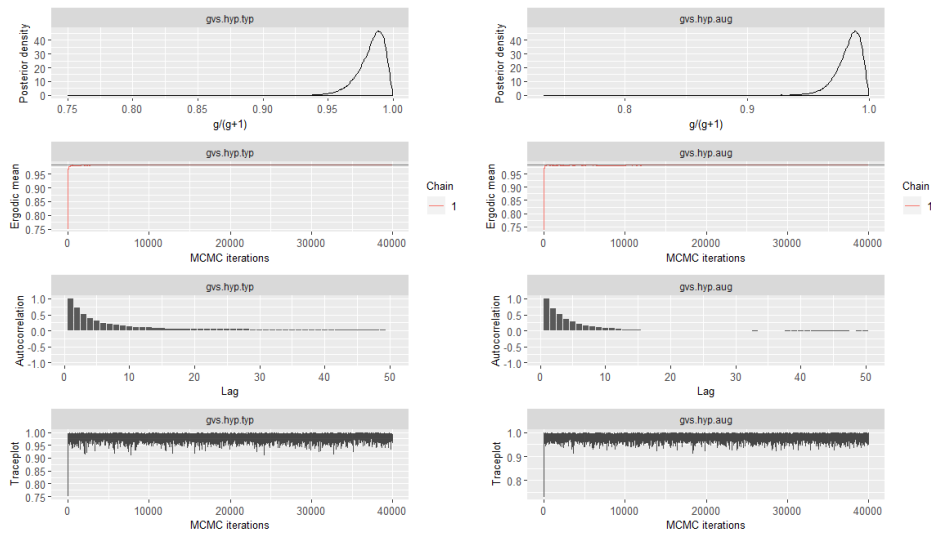 gvs.hyp.typ
Posterior density
40
30
20
10
0
0.75 0.80 0.85 0.90 0.95 1.00
g/(g+1)
gvs.hyp.typ
Ergodic mean
0.95
0.90
0.85
0.80
0.75
0 10000 20000 30000 40000
MCMC iterations
Chain
1
gvs.hyp.typ
Autocorrelation
1.0
0.5
0.0
-0.5
-1.0
0 10 20 30 40 50
Lag
gvs.hyp.typ
Traceplot
1.00
0.95
0.90
0.85
0.80
0.75
0 10000 20000 30000 40000
MCMC iterations
gvs.hyp.aug
Posterior density
40
30
20
10
0
0.8 0.9 1.0
g/(g+1)
gvs.hyp.aug
Ergodic mean
0.95
0.90
0.85
0.80
0.75
0 10000 20000 30000 40000
MCMC iterations
Chain
1
gvs.hyp.aug
Autocorrelation
1.0
0.5
0.0
-0.5
-1.0
0 10 20 30 40 50
Lag
gvs.hyp.aug
Traceplot
1.0
0.9
0.8
0 10000 20000 30000 40000
MCMC iterations